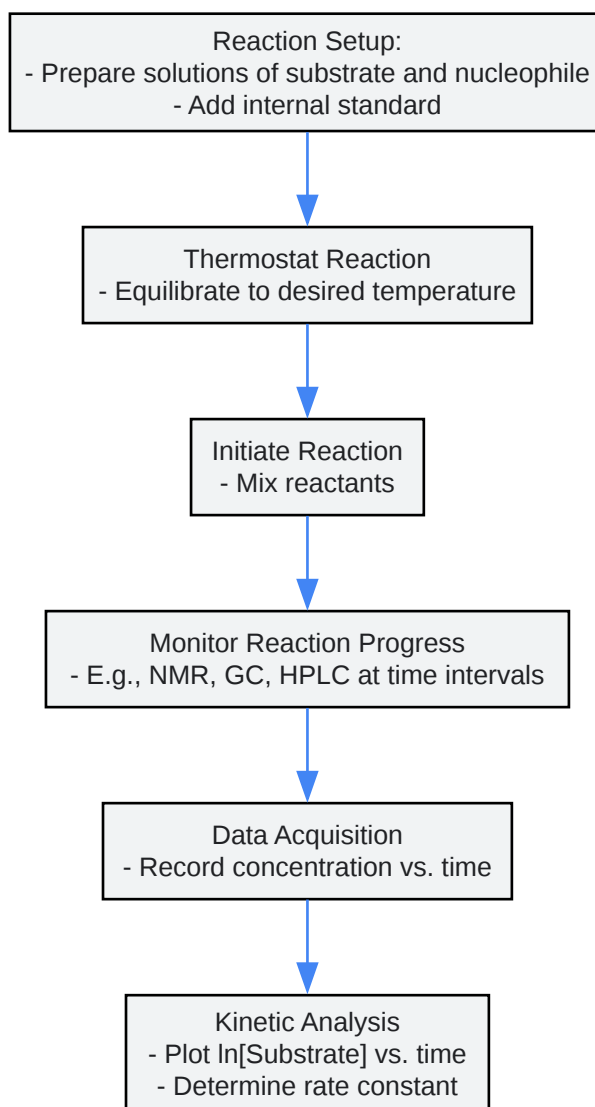 Reaction Setup:
- Prepare solutions of substrate and nucleophile
- Add internal standard
Thermostat Reaction
- Equilibrate to desired temperature
Initiate Reaction
- Mix reactants
Monitor Reaction Progress
- E.g., NMR, GC, HPLC at time intervals
Data Acquisition
- Record concentration vs. time
Kinetic Analysis
- Plot ln[Substrate] vs. time
- Determine rate constant